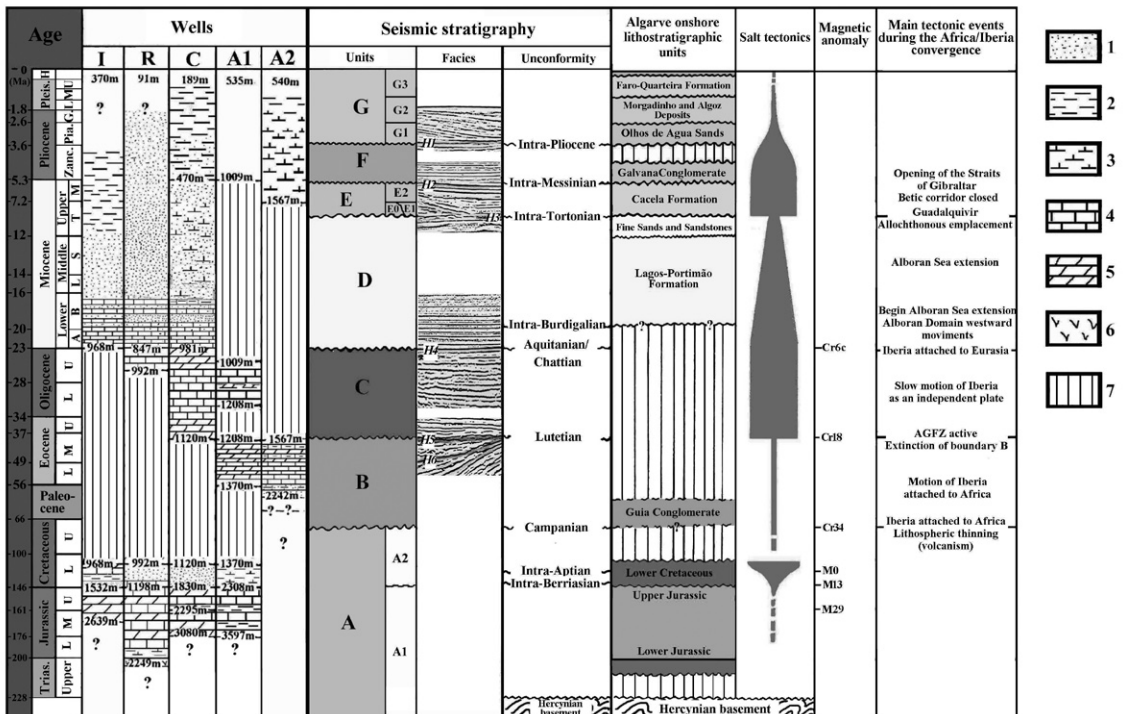 Age
Wells
Seismic stratigraphy
Algarve onshore
lithostratigraphic
units
Salt tectonics
Magnetic
anomaly
Main tectonic events
during the Africa/Iberia
convergence
I R C A1 A2
Units Facies Unconformity
0
(Ma)
1.8
2.6
3.6
5.3
7.2
12
14
16
20
23
28
34
37
49
56
66
100
146
161
176
200
228
Pleis.
Pliocene
Miocene
Oligocene
Eocene
Paleo-
cene
Cretaceous
Jurassic
Trias.
H
U
M
L
G.
Pia.
Zanc.
Upper
M
T
Middle
S
L
Lower
B
A
U
L
U
M
L
U
L
U
M
L
Upper
370m 91m 189m 535m 540m
? ?
470m 1009m
1567m
968m 847m 981m
992m 1009m
1208m
1120m 1208m 1567m
1370m
2242m
?-?-
?
968m 992m 1120m 1370m
1532m 1198m 1830m 2308m
2295m
2639m 3080m 3597m
? ? ?
2249m
?
G
G3
G2
G1
F
E
E2
E0\E1
D
C
B
A
A2
A1
H1
H2
H3
H4
H5
H6
Intra-Pliocene
Intra-Messinian
Intra-Tortonian
Intra-Burdigalian
Aquitanian/
Chattian
Lutetian
Campanian
Intra-Aptian
Intra-Berriasian
Hercynian
basement
Faro-Quarteira Formation
Morgadinho and Algoz
Deposits
Olhos de Agua Sands
GalvanaConglomerate
Cacela Formation
Fine Sands and Sandstones
Lagos-Portimão
Formation
? ?
Guia Conglomerate
?
Lower Cretaceous
Upper Jurassic
Lower Jurassic
Hercynian basement
Cr6c
Cr18
Cr34
M0
M13
M29
Opening of the Straits
of Gibraltar
Betic corridor closed
Guadalquivir
Allochthonous emplacement
Alboran Sea extension
Begin Alboran Sea extension
Alboran Domain westward
moviments
Iberia attached to Eurasia
Slow motion of Iberia
as an independent plate
AGFZ active
Extinction of boundary B
Motion of Iberia
attached to Africa
Iberia attached to Africa
Lithospheric thinning
(volcanism)
1
2
3
4
5
6
7